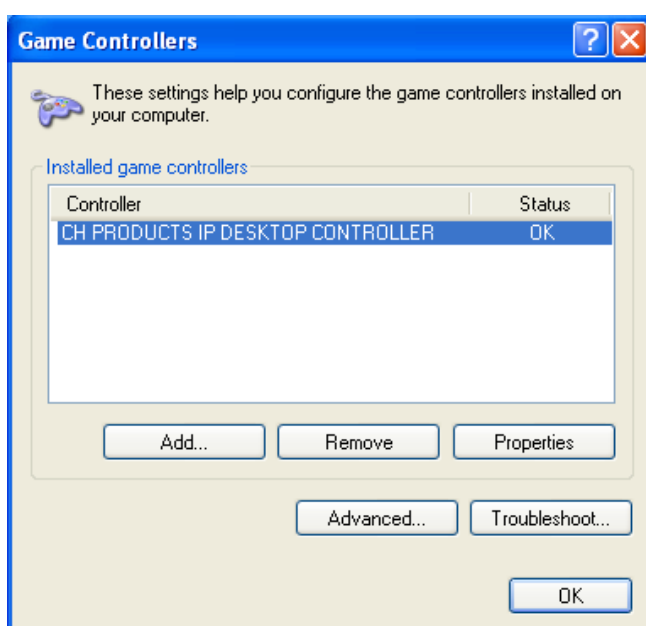 Game Controllers
These settings help you configure the game controllers installed on
your computer.
Installed game controllers
Controller Status
CH PRODUCTS IP DESKTOP CONTROLLER OK
Add... Remove Properties
Advanced... Troubleshoot...
OK